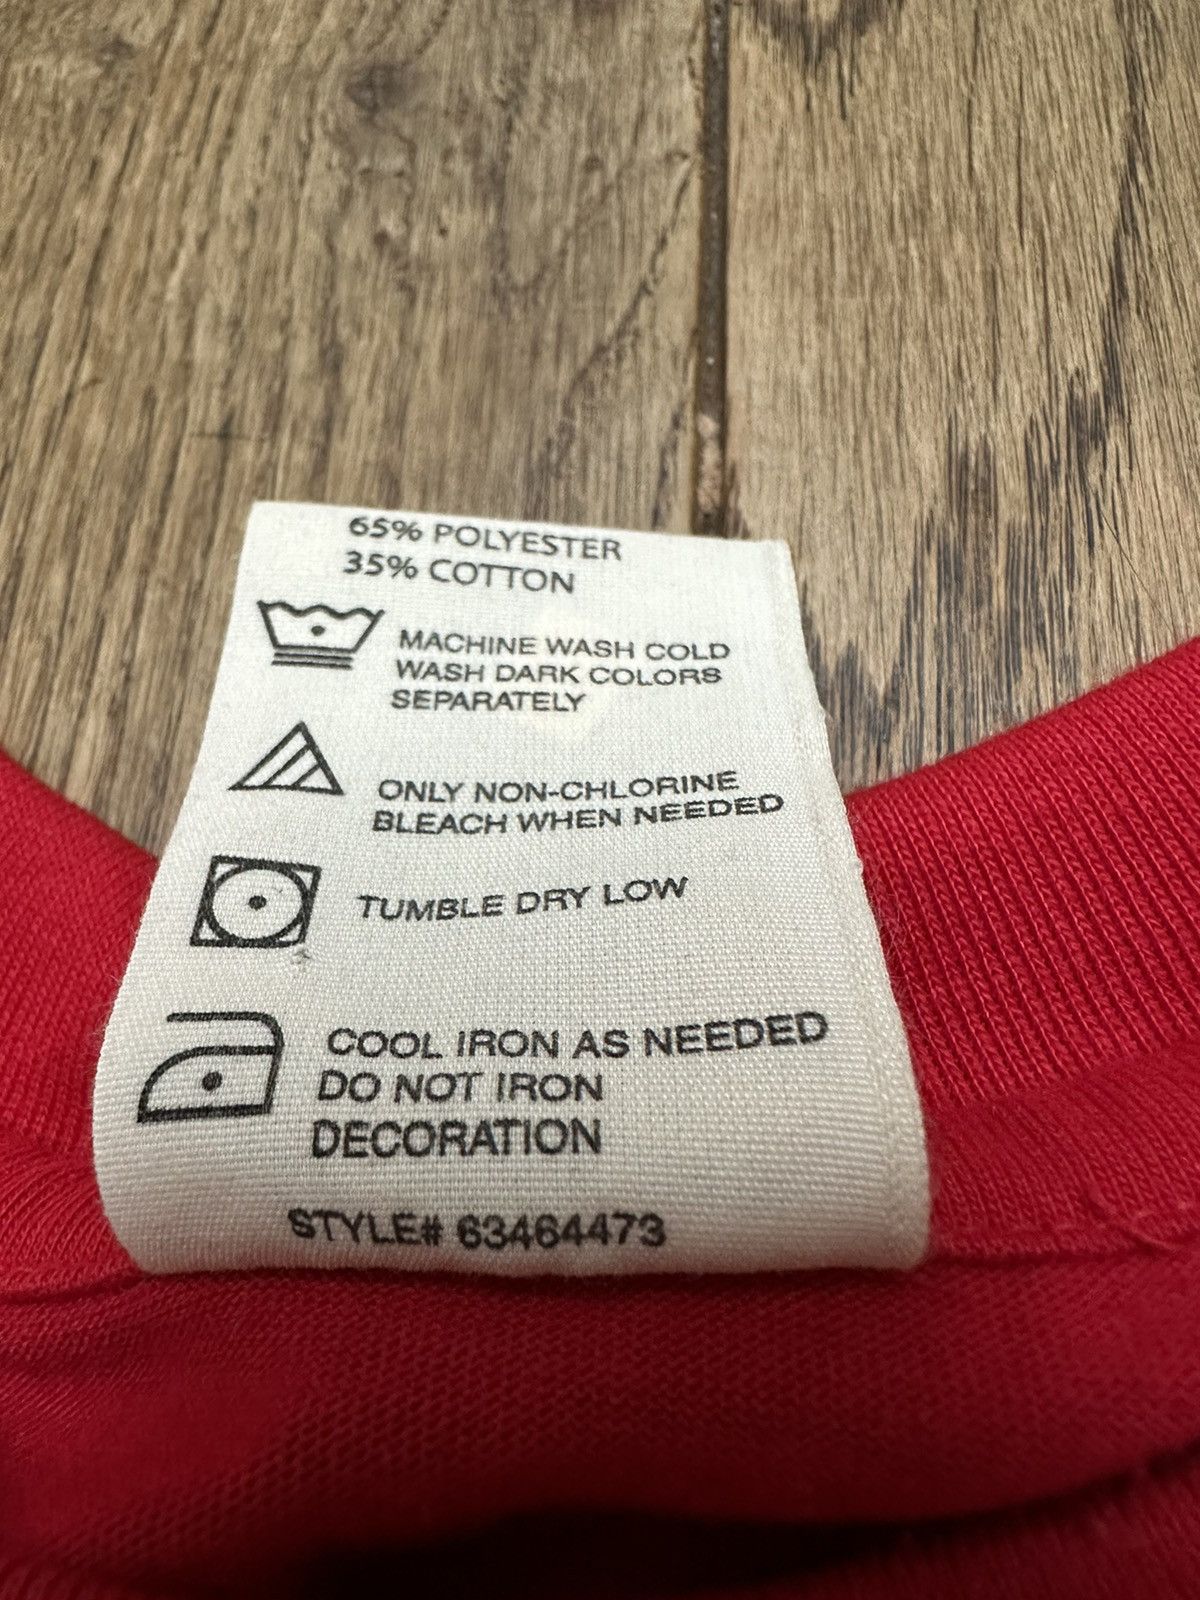 65% POLYESTER
35% COTTON
MACHINE WASH COLD
WASH DARK COLORS
SEPARATELY
ONLY NON-CHLORINE
BLEACH WHEN NEEDED
TUMBLE DRY LOW
COOL IRON AS NEEDED
DO NOT IRON
DECORATION
STYLE# 63464473